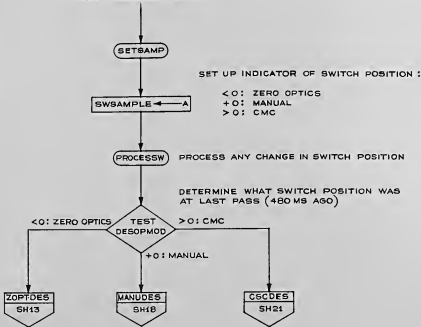 SETSAMP
SET UP INDICATOR OF SWITCH POSITION :
<0: ZERO OPTICS
+0: MANUAL
>0: CMC
SWSAMPLE ← A
PROCESSW
PROCESS ANY CHANGE IN SWITCH POSITION
DETERMINE WHAT SWITCH POSITION WAS
AT LAST PASS (480 MS AGO)
<0: ZERO OPTICS
TEST
DESOPMOD
>0: CMC
+0: MANUAL
ZOPTDES
SH13
MANUDES
SH18
CSCDES
SH21